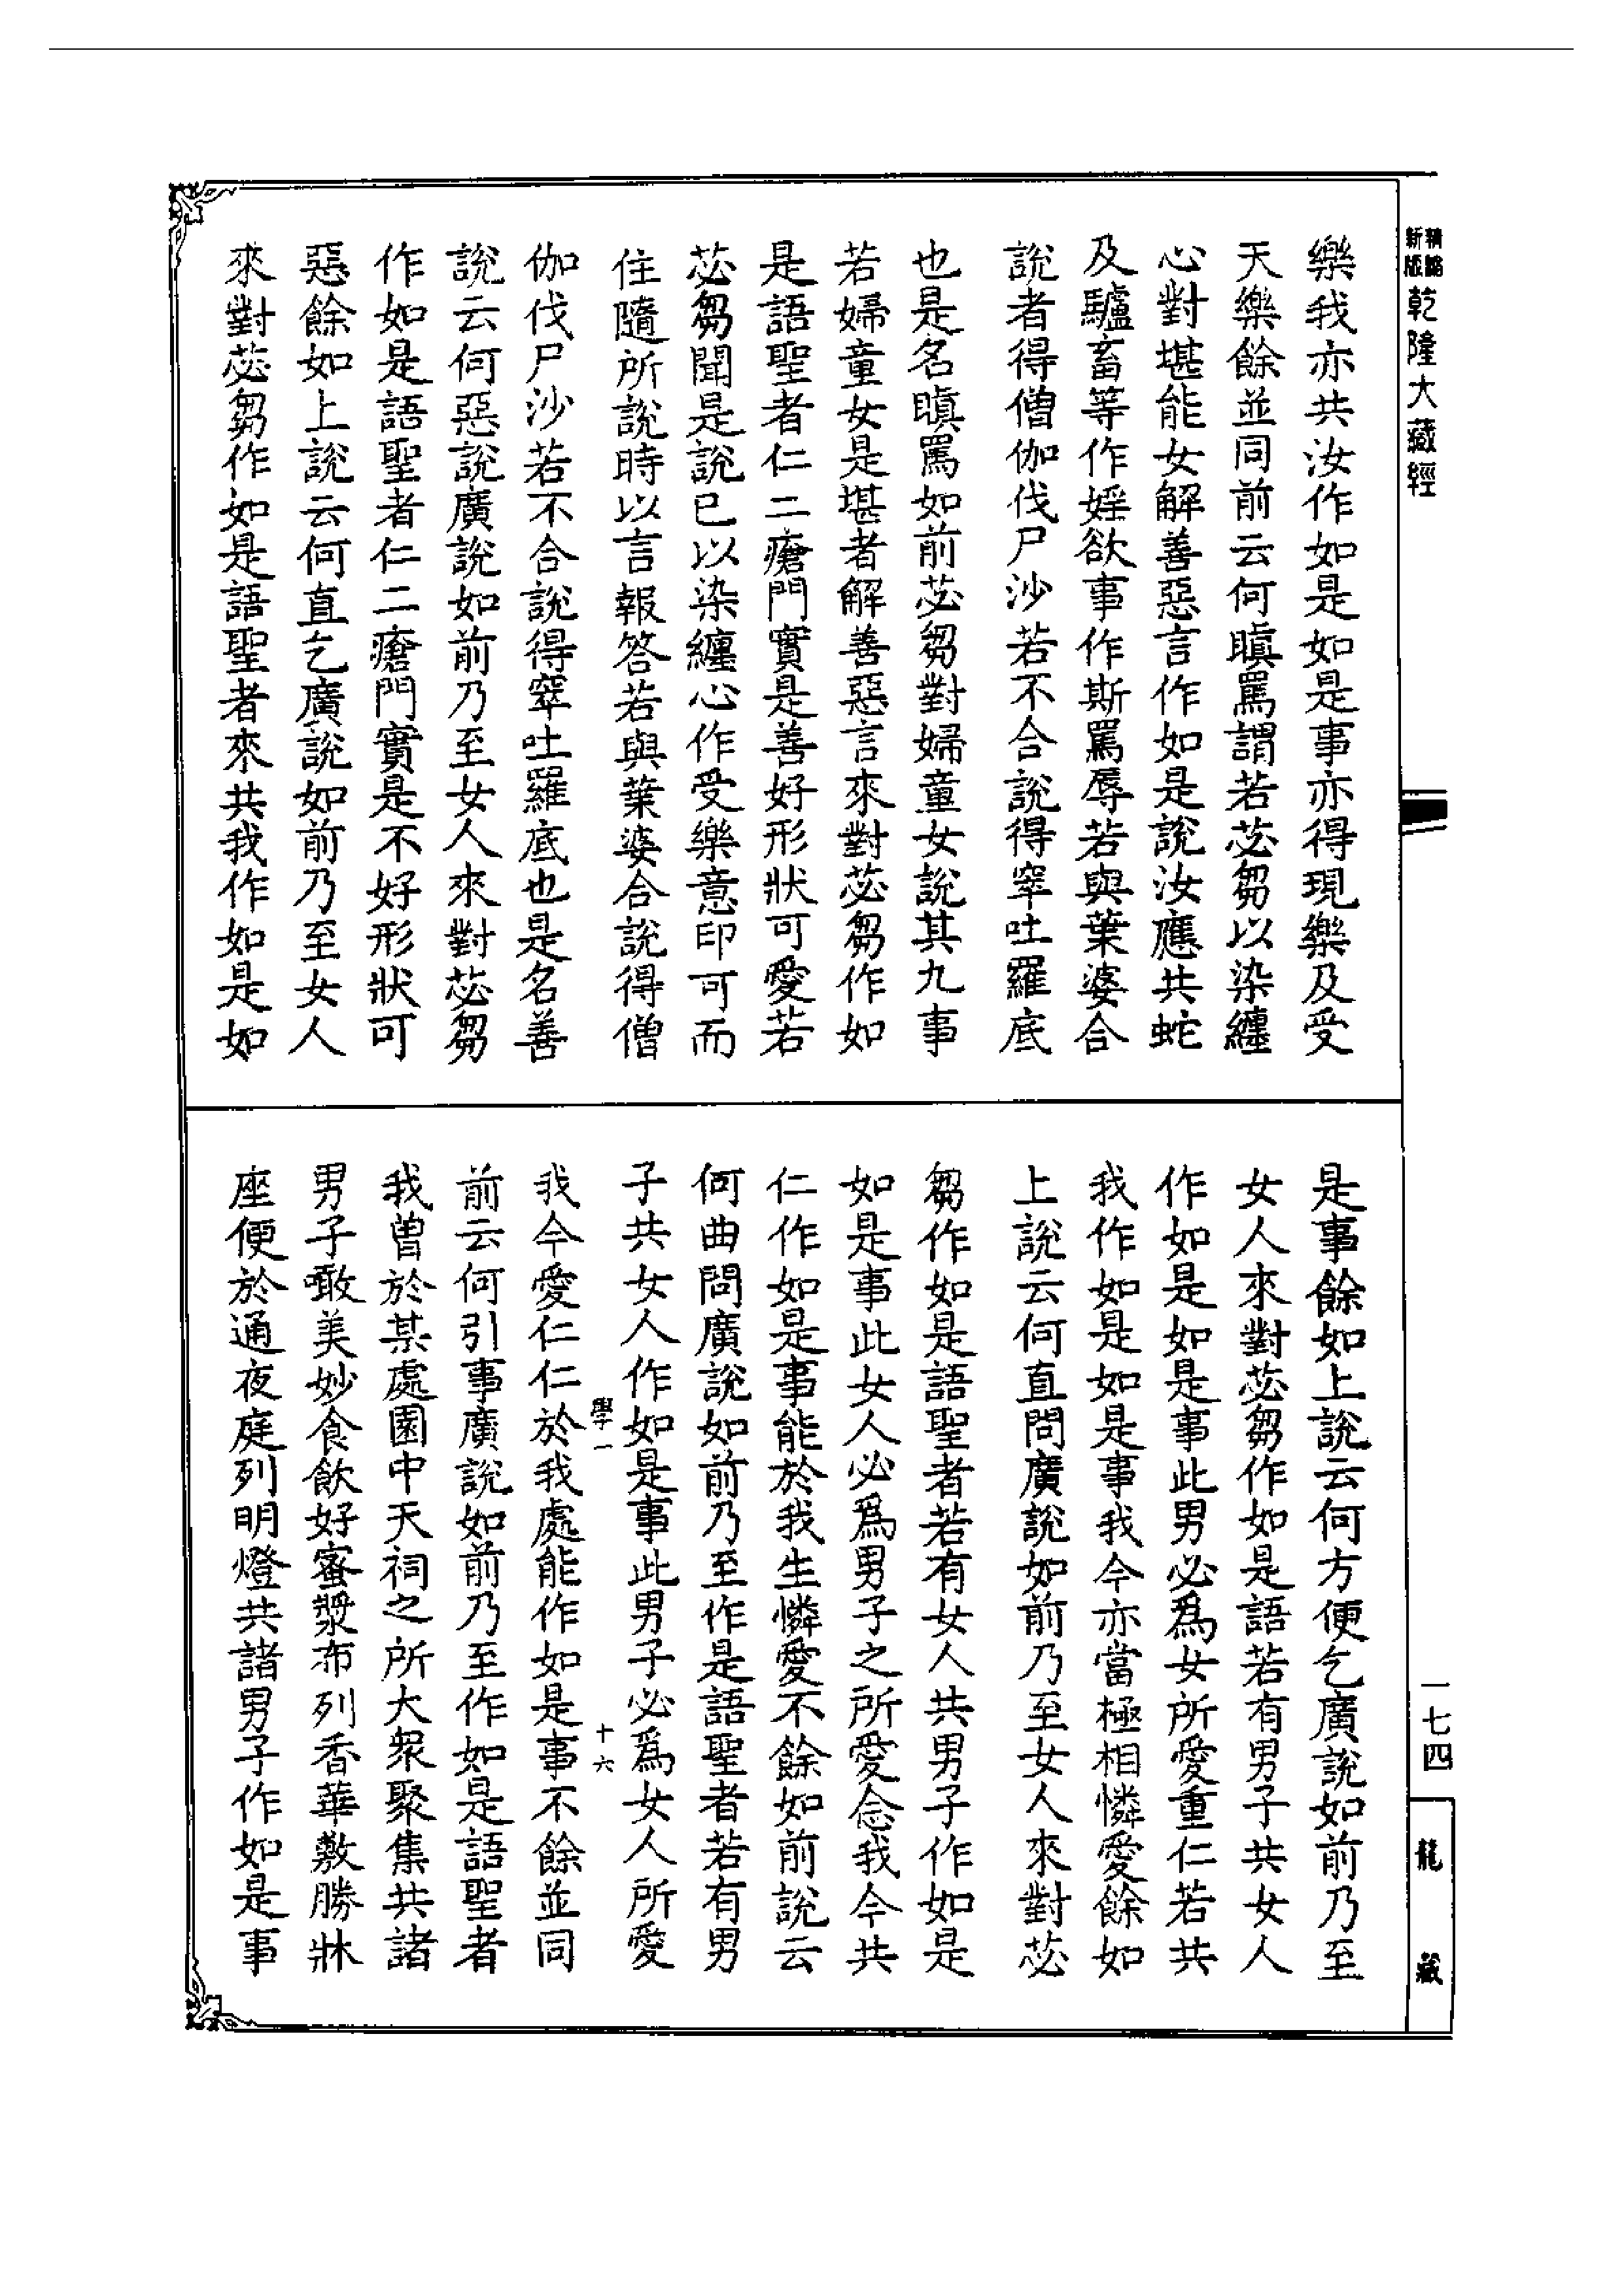 新版精縮乾隆大藏經
樂我亦共汝作如是如是事亦得現樂及受
天樂餘並同前云何瞋罵謂若苾芻以染纏
心對堪能女解善惡言作如是說汝應共蛇
及驢畜等作婬欲事作斯罵辱若與葉婆合
說者得僧伽伐尸沙若不合說得窣吐羅底
也是名瞋罵如前苾芻對婦童女說其九事
若婦童女是堪者解善惡言來對苾芻作如
是語聖者仁二瘡門實是善好形狀可愛若
苾芻聞是說已以染纏心作受樂意印可而
住隨所說時以言報答若與葉婆合說得僧
伽伐尸沙若不合說得窣吐羅底也是名善
說云何惡說廣說如前乃至女人來對苾芻
作如是語聖者仁二瘡門實是不好形狀可
惡餘如上說云何直乞廣說如前乃至女人
來對苾芻作如是語聖者來共我作如是如
是事餘如上說云何方便乞廣說如前乃至
女人來對苾芻作如是語若有男子共女人
作如是如是事此男必為女所愛重仁若共
我作如是如是事我今亦當極相憐愛餘如
上說云何直問廣說如前乃至女人來對苾
芻作如是語聖者若有女人共男子作如是
如是事此女人必為男子之所愛念我今共
仁作如是事能於我生憐愛不餘如前說云
何曲問廣說如前乃至作是語聖者若有男
子共女人作如是事此男子必為女人所愛
學一
十六
我今愛仁仁於我處能作如是事不餘並同
前云何引事廣說如前乃至作如是語聖者
我曾於某處園中天祠之所大眾聚集共諸
男子噉美妙食飲好蜜漿布列香華敷勝牀
座便於通夜庭列明燈共諸男子作如是事
一七四
龍藏